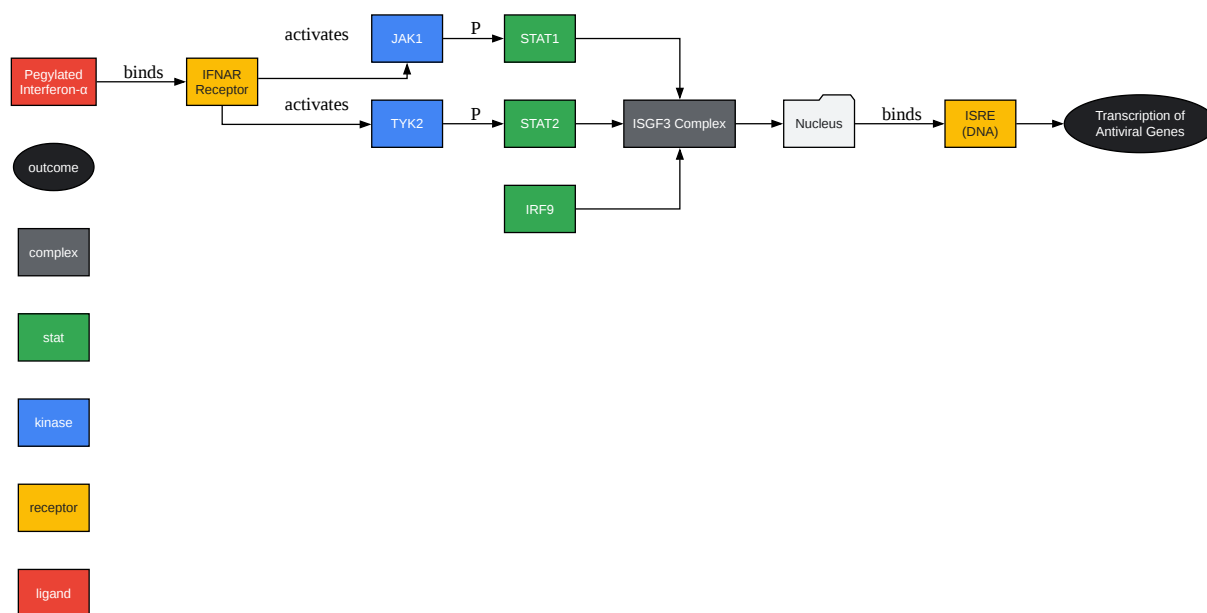 activates
JAK1
P
STAT1
Pegylated
Interferon-α
binds
IFNAR
Receptor
activates
TYK2
P
STAT2
ISGF3 Complex
Nucleus
binds
ISRE
(DNA)
Transcription of
Antiviral Genes
outcome
IRF9
complex
stat
kinase
receptor
ligand